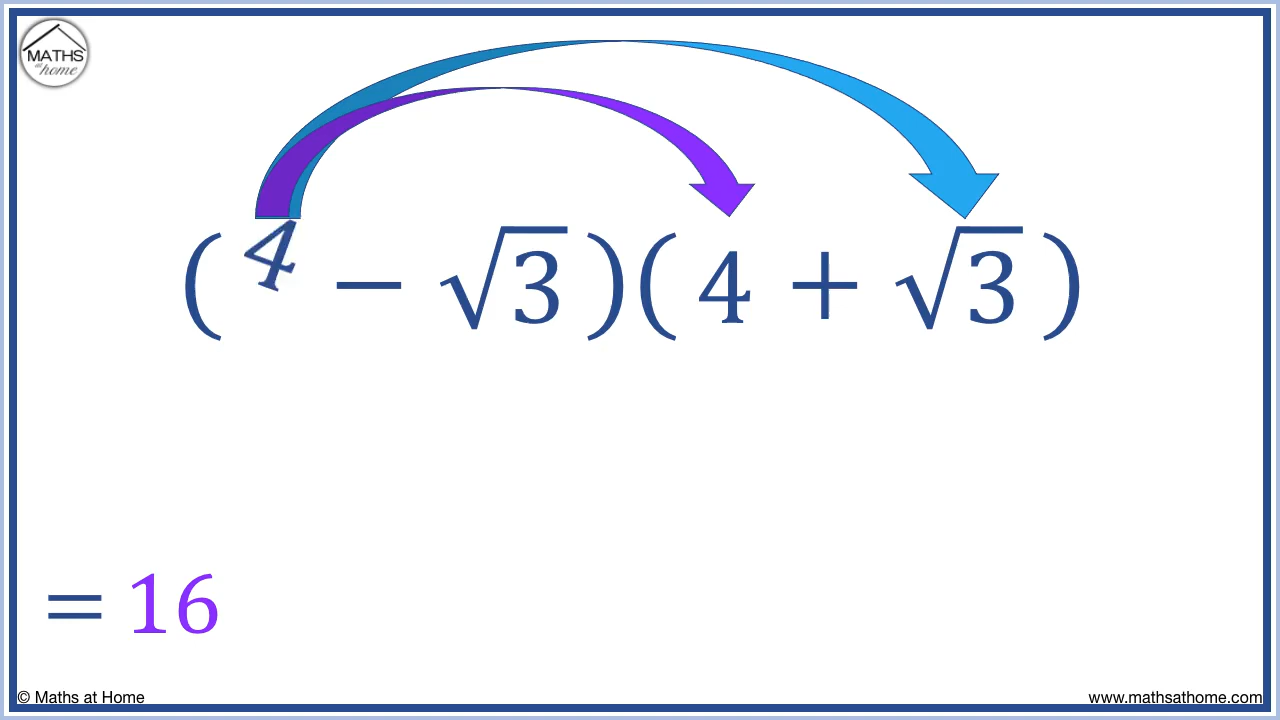 MATHS
at home
(4 − √3)(4 + √3)
= 16
© Maths at Home
www.mathsathome.com